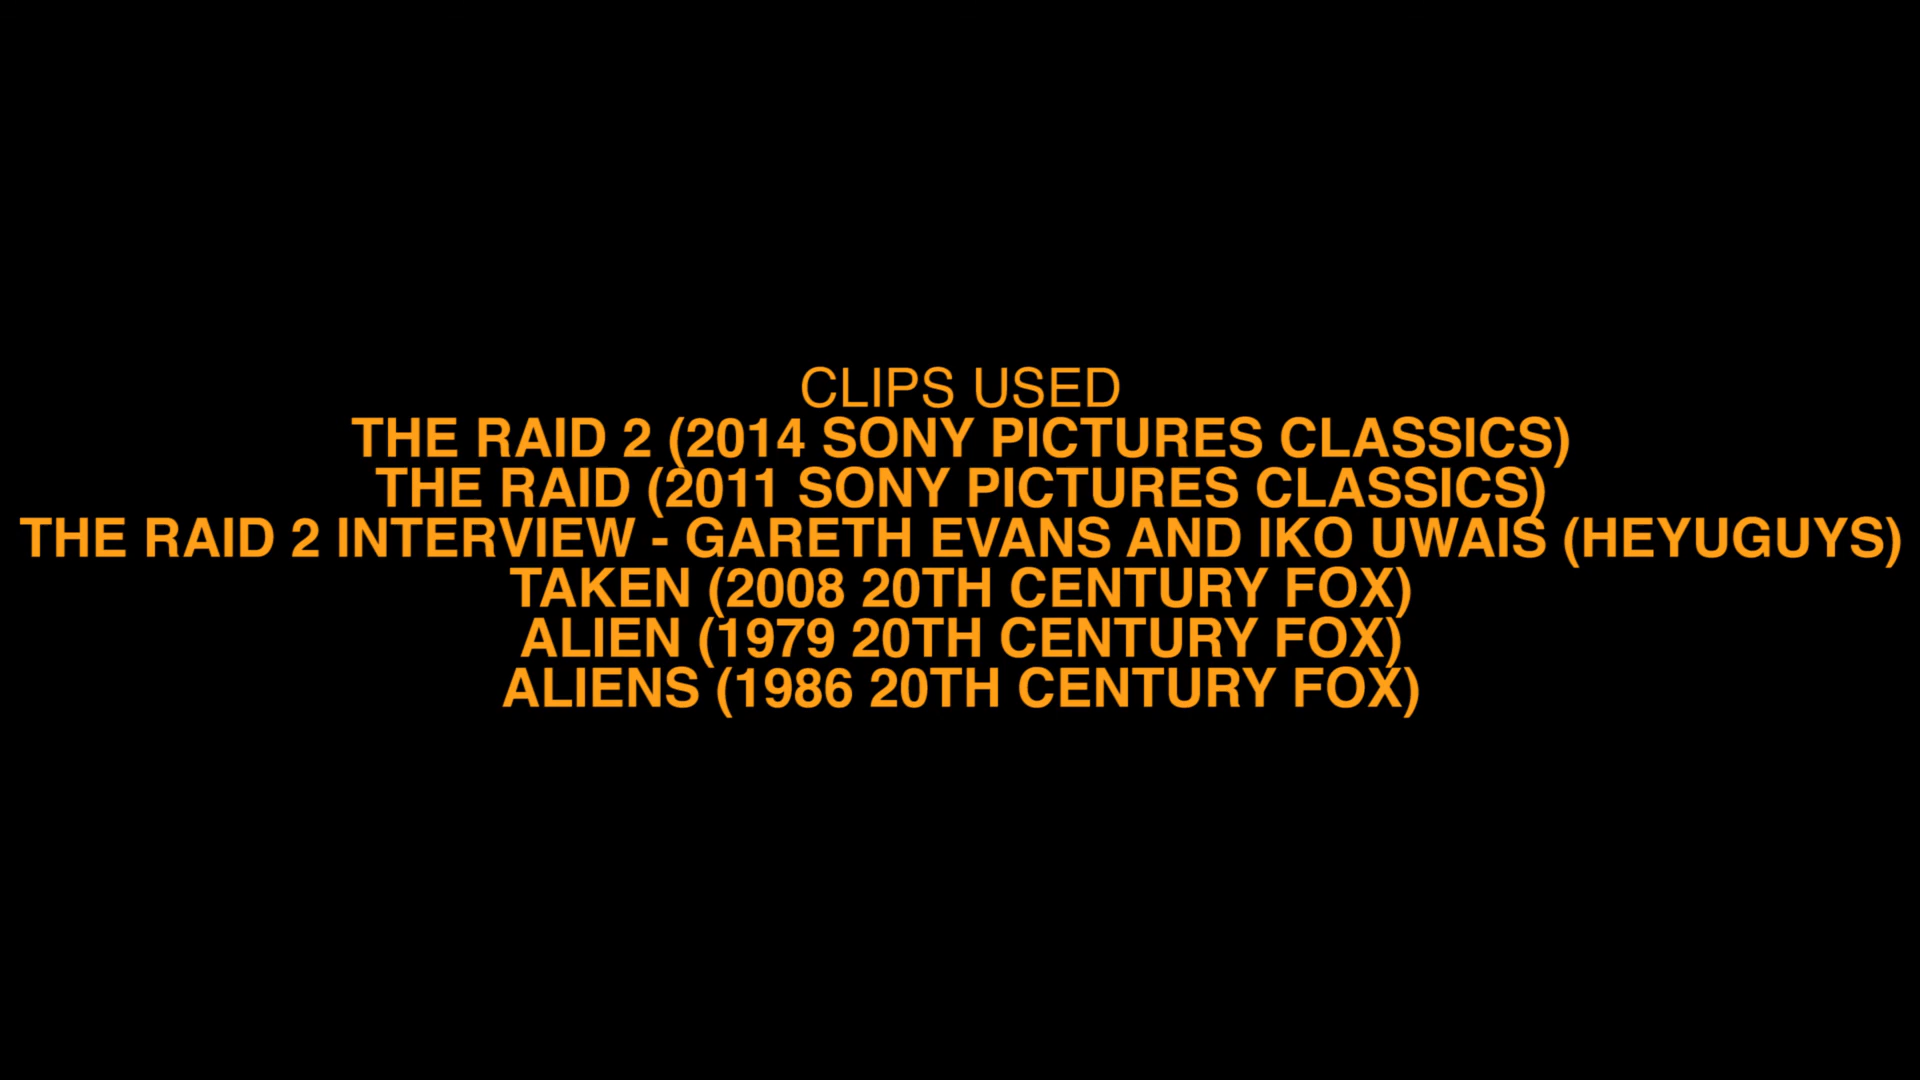 CLIPS USED
THE RAID 2 (2014 SONY PICTURES CLASSICS)
THE RAID (2011 SONY PICTURES CLASSICS)
THE RAID 2 INTERVIEW - GARETH EVANS AND IKO UWAIS (HEYUGUYS)
TAKEN (2008 20TH CENTURY FOX)
ALIEN (1979 20TH CENTURY FOX)
ALIENS (1986 20TH CENTURY FOX)